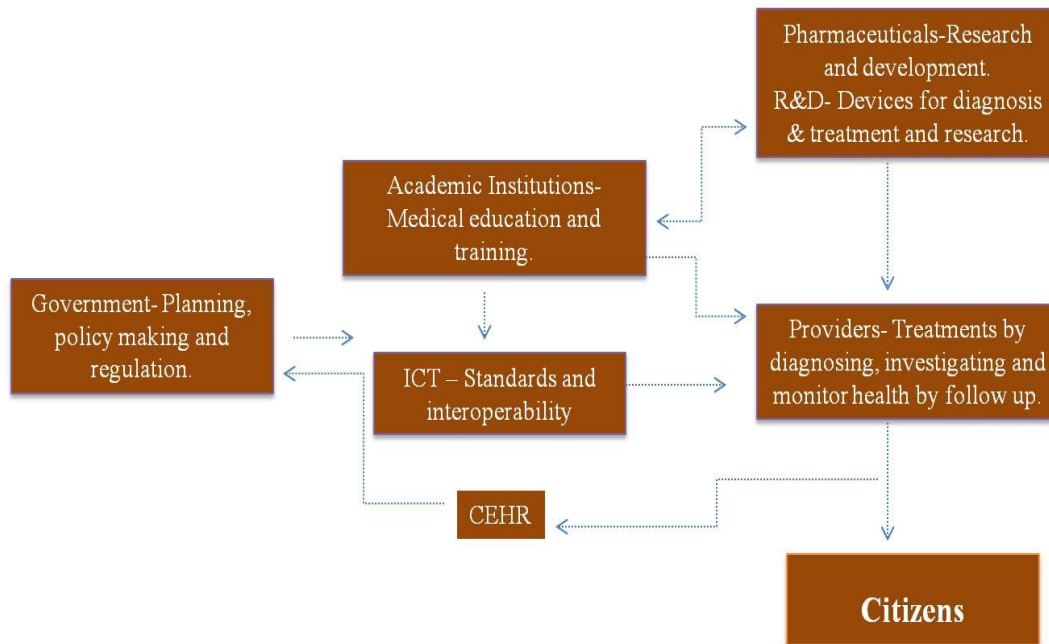 Pharmaceuticals-Research
and development.
R&D- Devices for diagnosis
& treatment and research.
Academic Institutions-
Medical education and
training.
Government- Planning,
policy making and
regulation.
ICT – Standards and
interoperability
Providers- Treatments by
diagnosing, investigating and
monitor health by follow up.
CEHR
Citizens